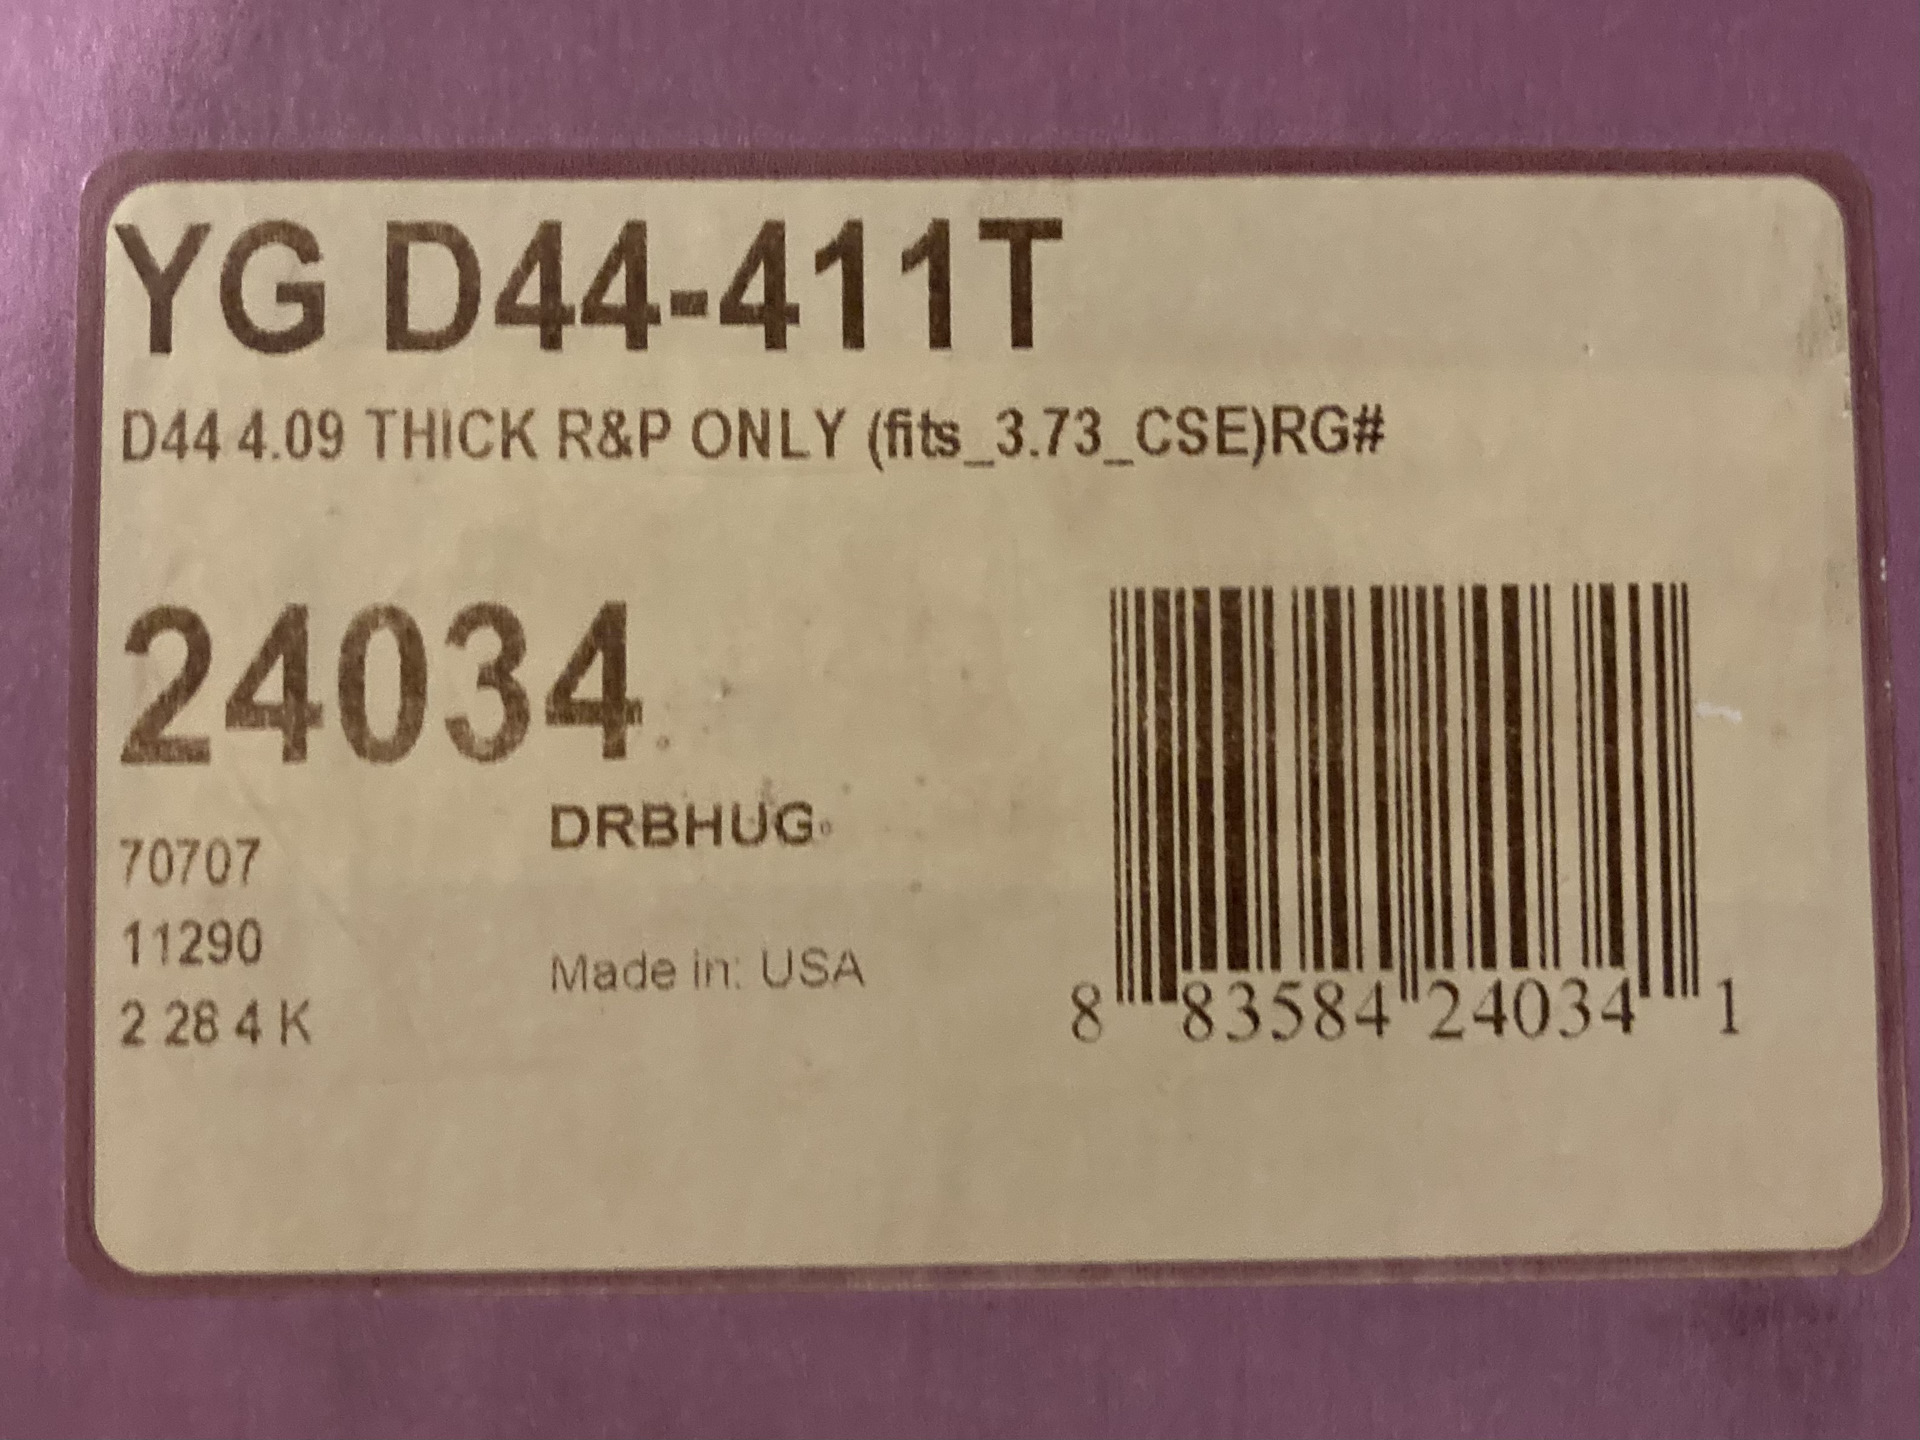 YG D44-411T
D44 4.09 THICK R&P ONLY (fits_3.73_CSE)RG#
24034
DRBHUG
70707
11290
2 28 4 K
Made in: USA
8 83584 24034 1